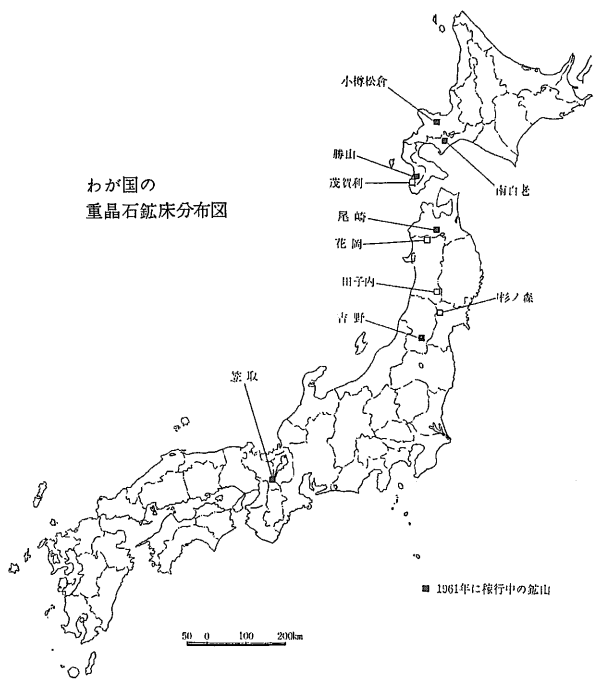 わが国の
重晶石鉱床分布図
小樽松倉
勝山
茂賀利
南白老
尾崎
花岡
田子内
杉ノ森
吉野
笠取
1961年に稼行中の鉱山
50 0 100 200km